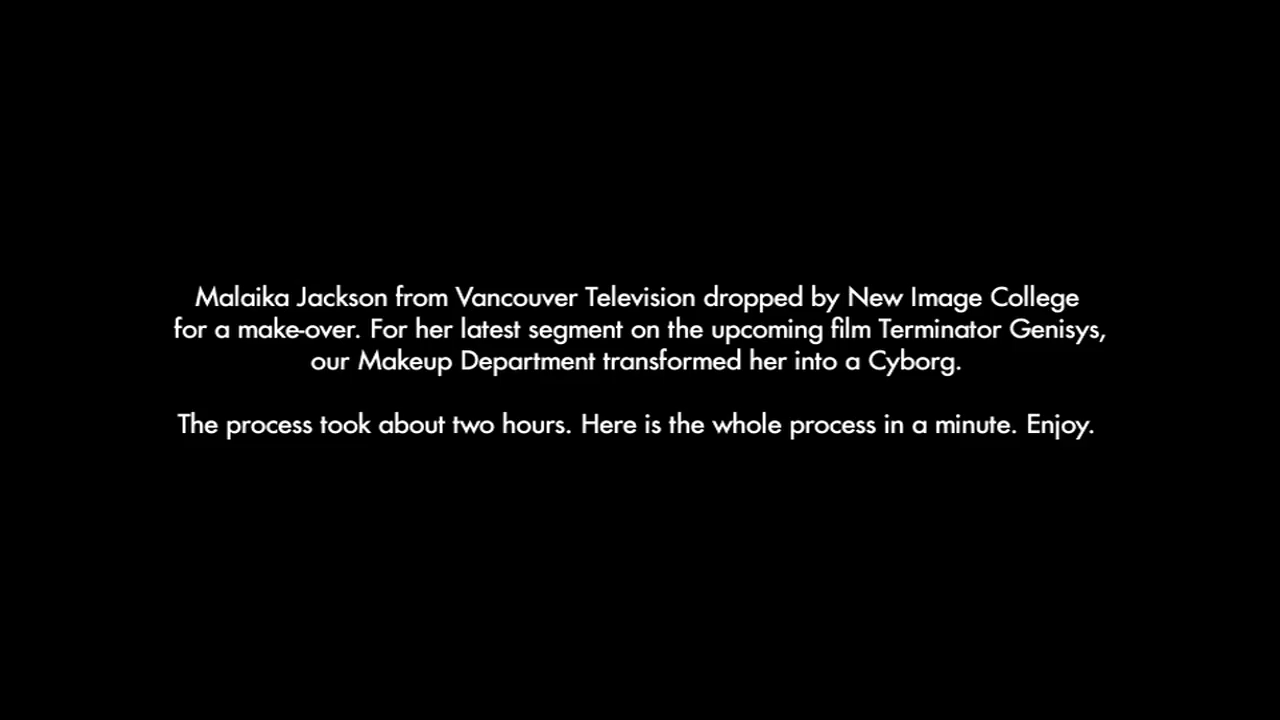 Malaika Jackson from Vancouver Television dropped by New Image College
for a make-over. For her latest segment on the upcoming film Terminator Genisys,
our Makeup Department transformed her into a Cyborg.
The process took about two hours. Here is the whole process in a minute. Enjoy.